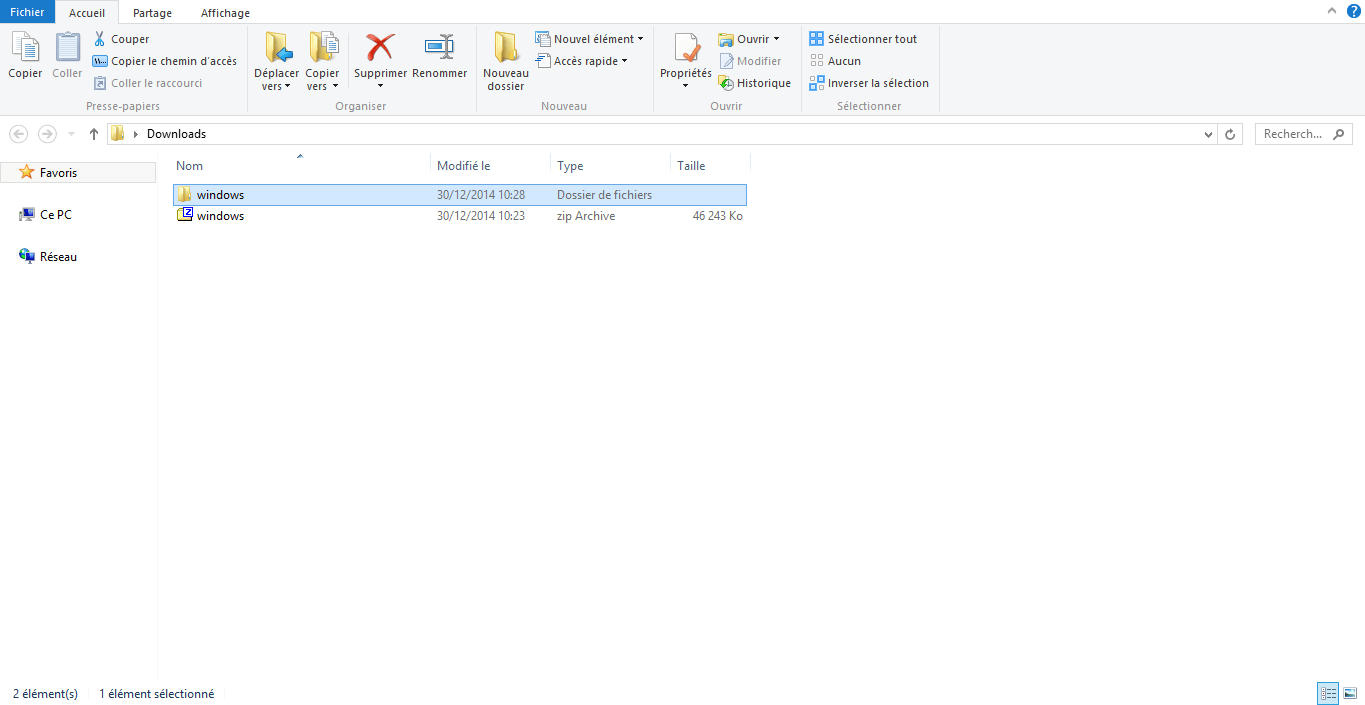 Fichier Accueil Partage Affichage
Copier
Coller
Couper
Copier le chemin d'accès
Coller le raccourci
Presse-papiers
Déplacer
vers
Copier
vers
Supprimer
Renommer
Organiser
Nouveau
dossier
Nouvel élément
Accès rapide
Nouveau
Propriétés
Ouvrir
Modifier
Historique
Ouvrir
Sélectionner tout
Aucun
Inverser la sélection
Sélectionner
Downloads
Recherch...
Favoris
Ce PC
Réseau
Nom Modifié le Type Taille
windows 30/12/2014 10:28 Dossier de fichiers
windows 30/12/2014 10:23 zip Archive 46 243 Ko
2 élément(s) 1 élément sélectionné